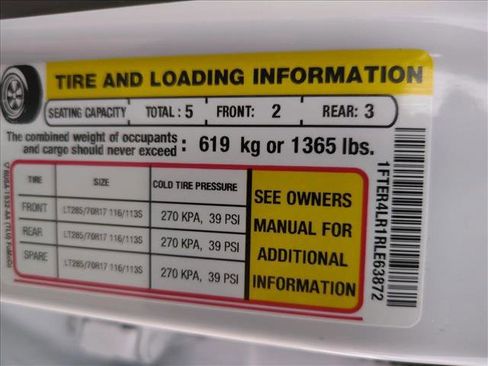 TIRE AND LOADING INFORMATION
SEATING CAPACITY TOTAL : 5 FRONT: 2 REAR: 3
The combined weight of occupants and cargo should never exceed : 619 kg or 1365 lbs.
TIRE SIZE COLD TIRE PRESSURE
FRONT LT285/70R17 116/113S 270 KPA, 39 PSI
REAR LT285/70R17 116/113S 270 KPA, 39 PSI
SPARE LT285/70R17 116/113S 270 KPA, 39 PSI
SEE OWNERS
MANUAL FOR
ADDITIONAL
INFORMATION
1FTER4LR1RLE63872